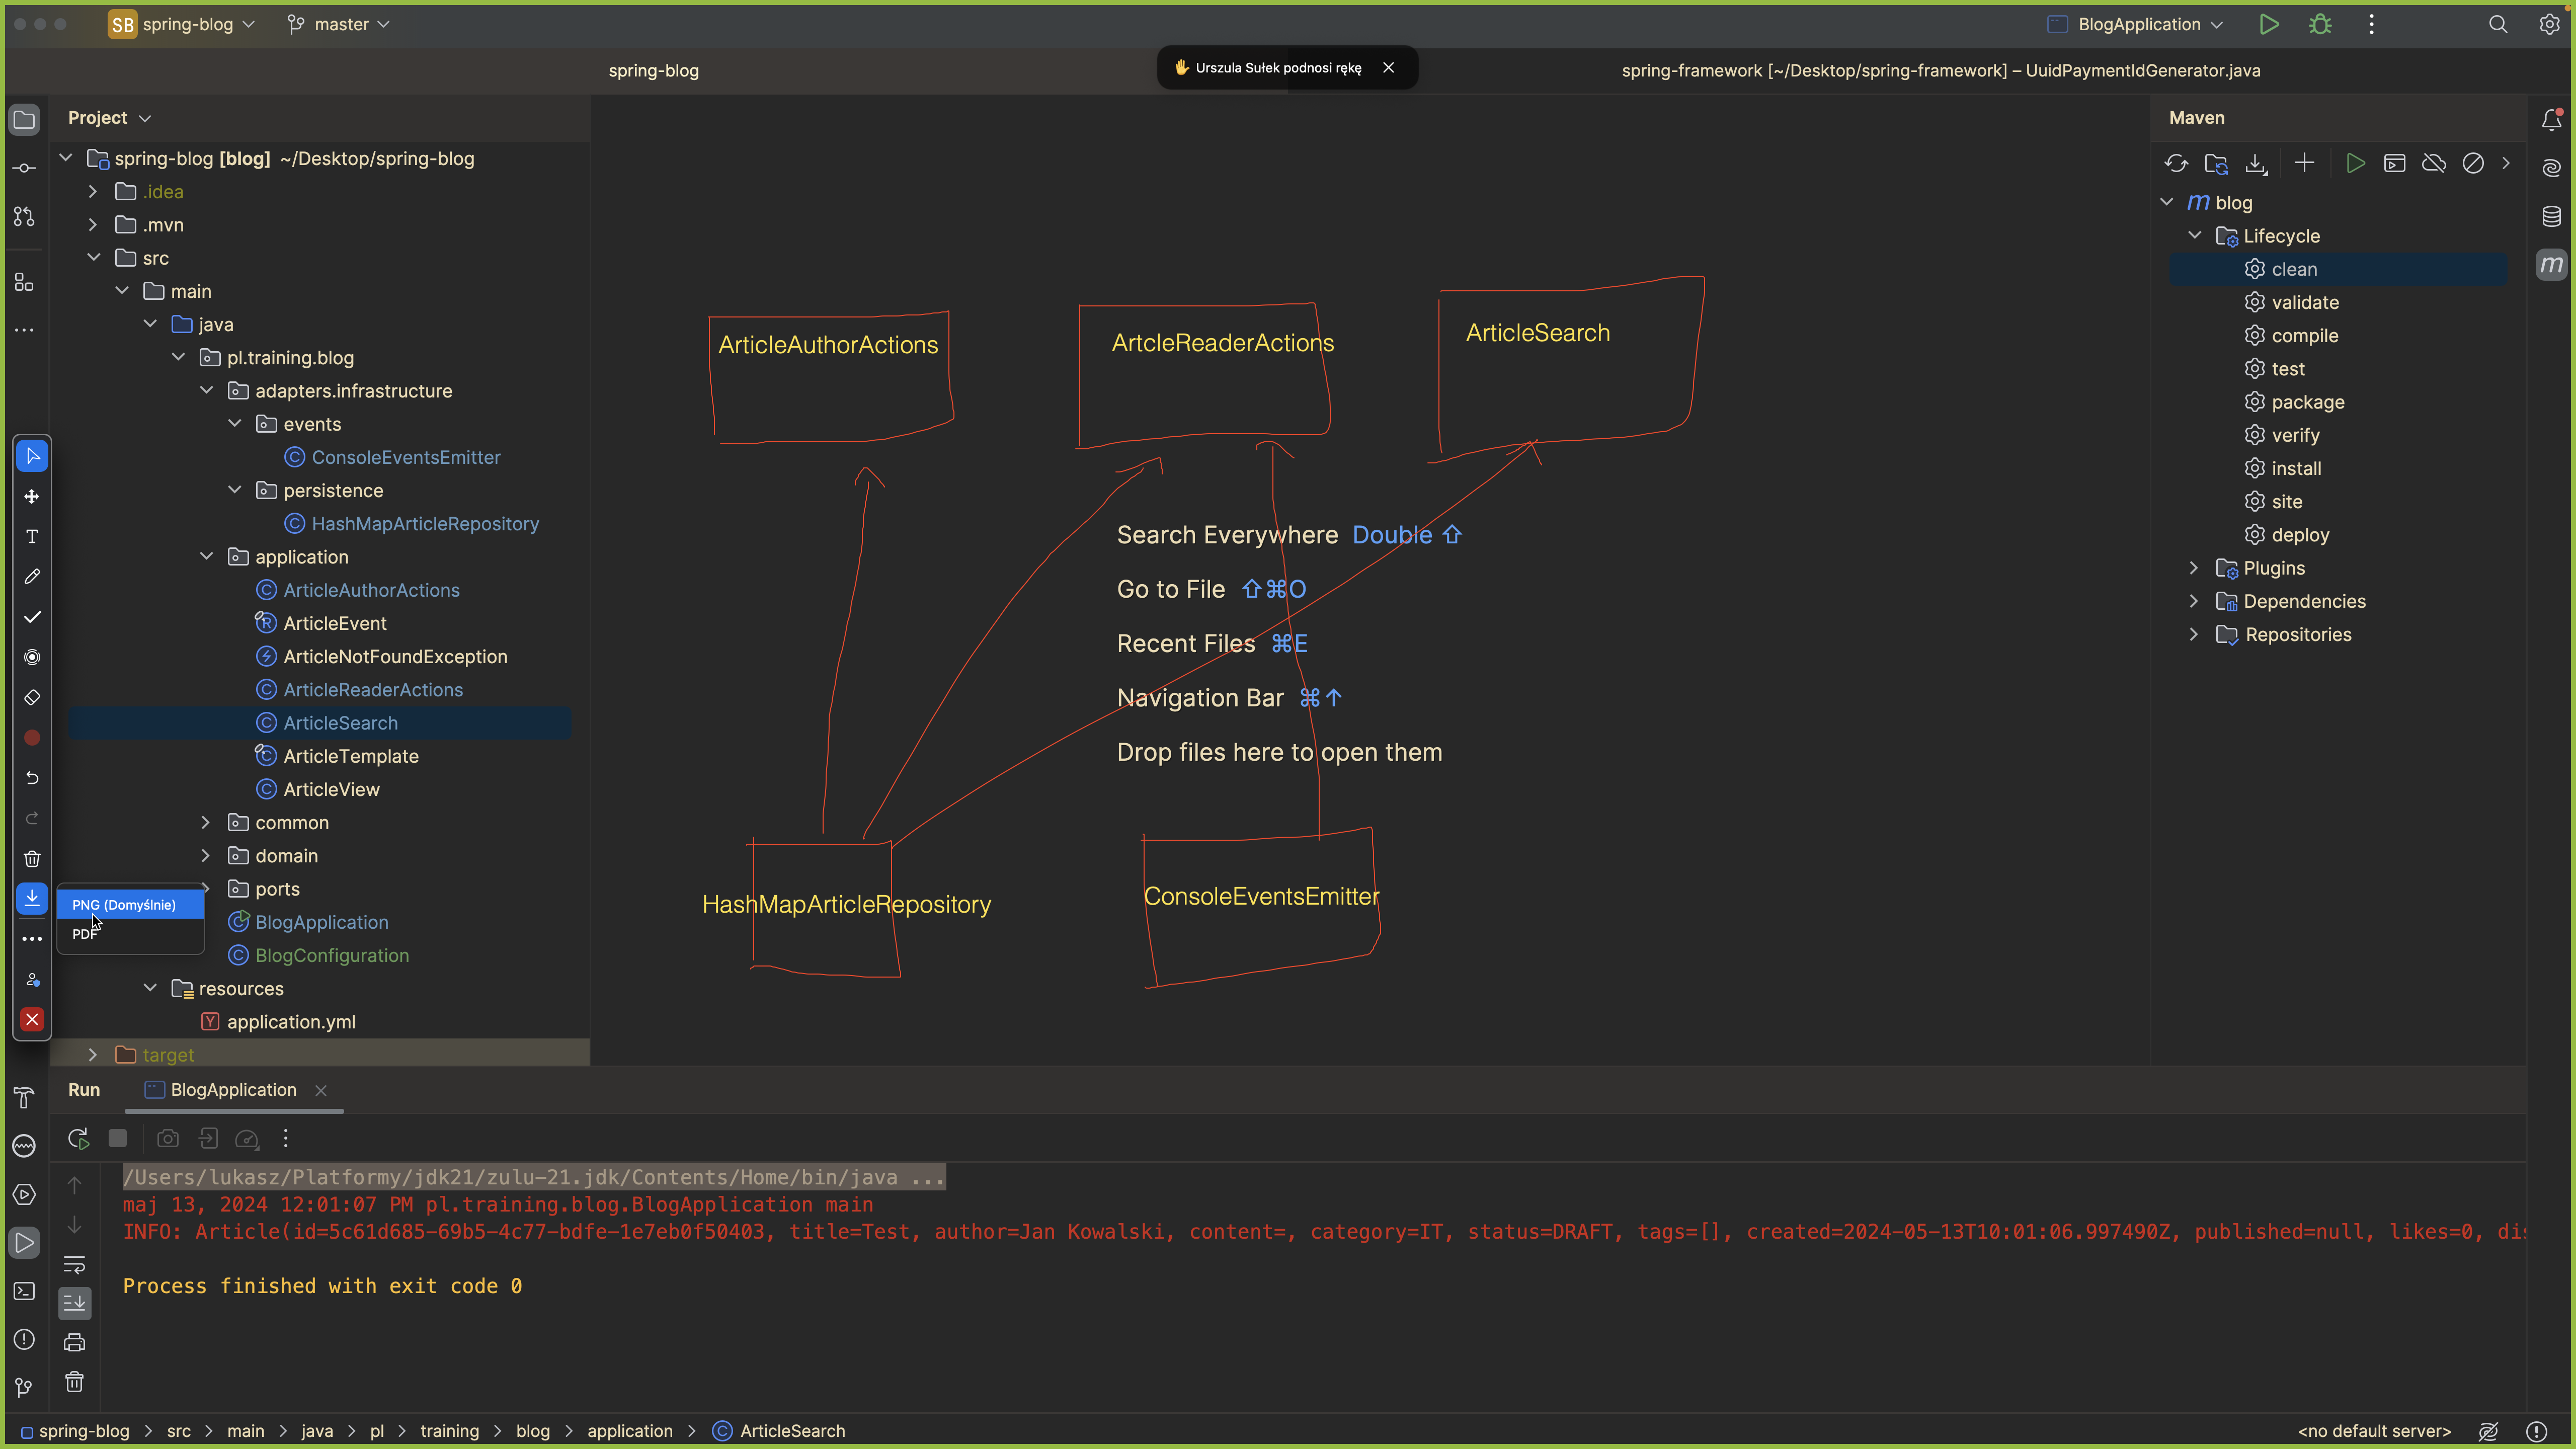 SB spring-blog master BlogApplication
✋ Urszula Sułek podnosi rękę
spring-blog
spring-framework [~/Desktop/spring-framework] – UuidPaymentIdGenerator.java
Project
spring-blog [blog] ~/Desktop/spring-blog
.idea
.mvn
src
main
java
pl.training.blog
adapters.infrastructure
events
ConsoleEventsEmitter
persistence
HashMapArticleRepository
application
ArticleAuthorActions
ArticleEvent
ArticleNotFoundException
ArticleReaderActions
ArticleSearch
ArticleTemplate
ArticleView
common
domain
ports
BlogApplication
BlogConfiguration
resources
application.yml
target
PNG (Domyślnie)
PDF
ArticleAuthorActions
ArtcleReaderActions
ArticleSearch
Search Everywhere Double ⇧
Go to File ⇧⌘O
Recent Files ⌘E
Navigation Bar ⌘↑
Drop files here to open them
HashMapArticleRepository
ConsoleEventsEmitter
Maven
m blog
Lifecycle
clean
validate
compile
test
package
verify
install
site
deploy
Plugins
Dependencies
Repositories
m
Run BlogApplication
/Users/lukasz/Platformy/jdk21/zulu-21.jdk/Contents/Home/bin/java ...
maj 13, 2024 12:01:07 PM pl.training.blog.BlogApplication main
INFO: Article(id=5c61d685-69b5-4c77-bdfe-1e7eb0f50403, title=Test, author=Jan Kowalski, content=, category=IT, status=DRAFT, tags=[], created=2024-05-13T10:01:06.997490Z, published=null, likes=0, dis
Process finished with exit code 0
spring-blog > src > main > java > pl > training > blog > application > ArticleSearch
<no default server>